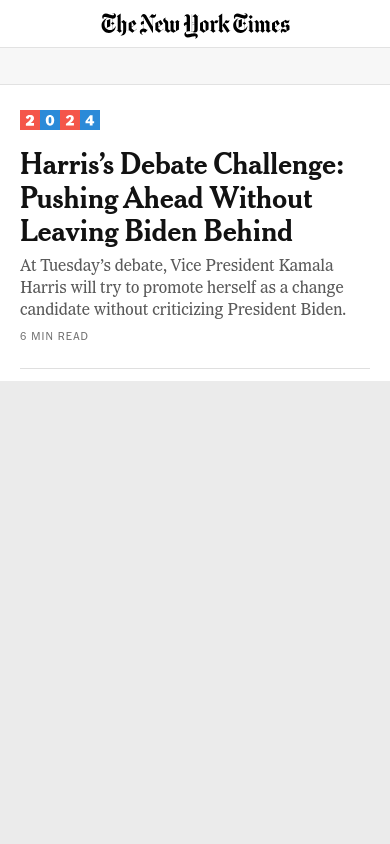 The New York Times
2024
Harris’s Debate Challenge:
Pushing Ahead Without
Leaving Biden Behind
At Tuesday’s debate, Vice President Kamala
Harris will try to promote herself as a change
candidate without criticizing President Biden.
6 MIN READ